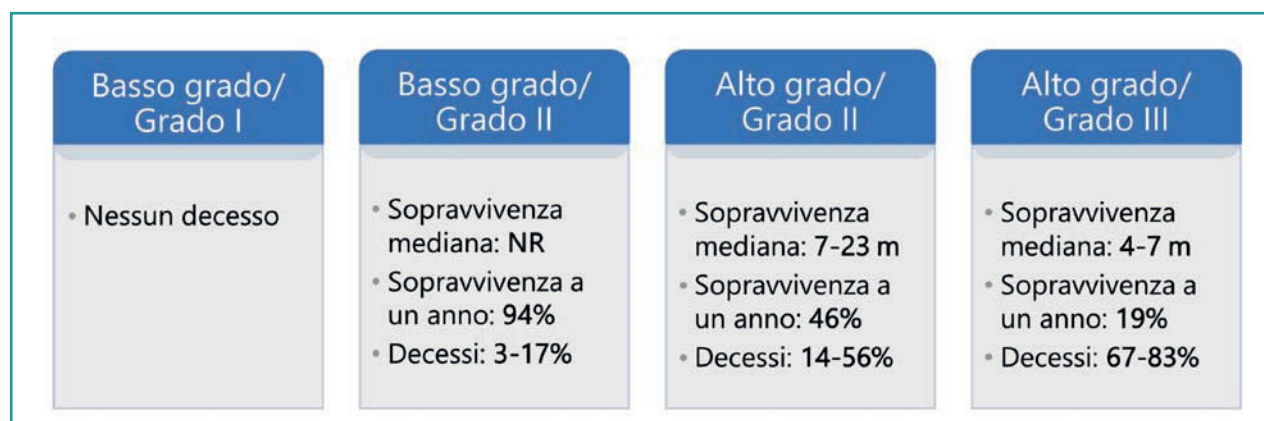 Basso grado/
Grado I
• Nessun decesso
Basso grado/
Grado II
• Sopravvivenza
mediana: NR
• Sopravvivenza a
un anno: 94%
• Decessi: 3-17%
Alto grado/
Grado II
• Sopravvivenza
mediana: 7-23 m
• Sopravvivenza a
un anno: 46%
• Decessi: 14-56%
Alto grado/
Grado III
• Sopravvivenza
mediana: 4-7 m
• Sopravvivenza a
un anno: 19%
• Decessi: 67-83%